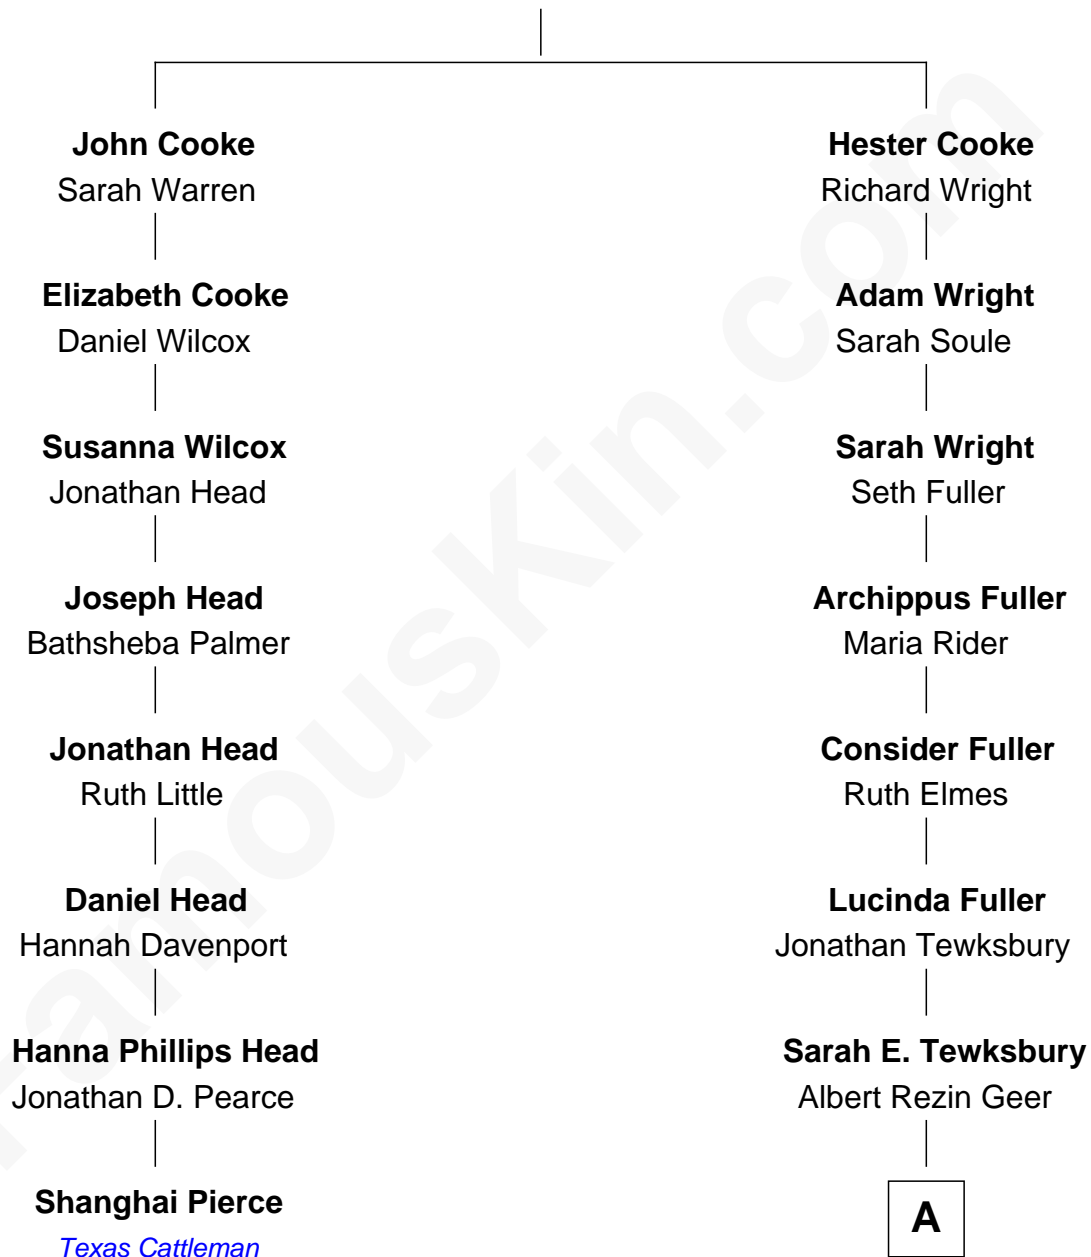 John Cooke
Sarah Warren
Elizabeth Cooke
Daniel Wilcox
Susanna Wilcox
Jonathan Head
Joseph Head
Bathsheba Palmer
Jonathan Head
Ruth Little
Daniel Head
Hannah Davenport
Hanna Phillips Head
Jonathan D. Pearce
Shanghai Pierce
Texas Cattleman
Hester Cooke
Richard Wright
Adam Wright
Sarah Soule
Sarah Wright
Seth Fuller
Archippus Fuller
Maria Rider
Consider Fuller
Ruth Elmes
Lucinda Fuller
Jonathan Tewksbury
Sarah E. Tewksbury
Albert Rezin Geer
A
FamousKin.com